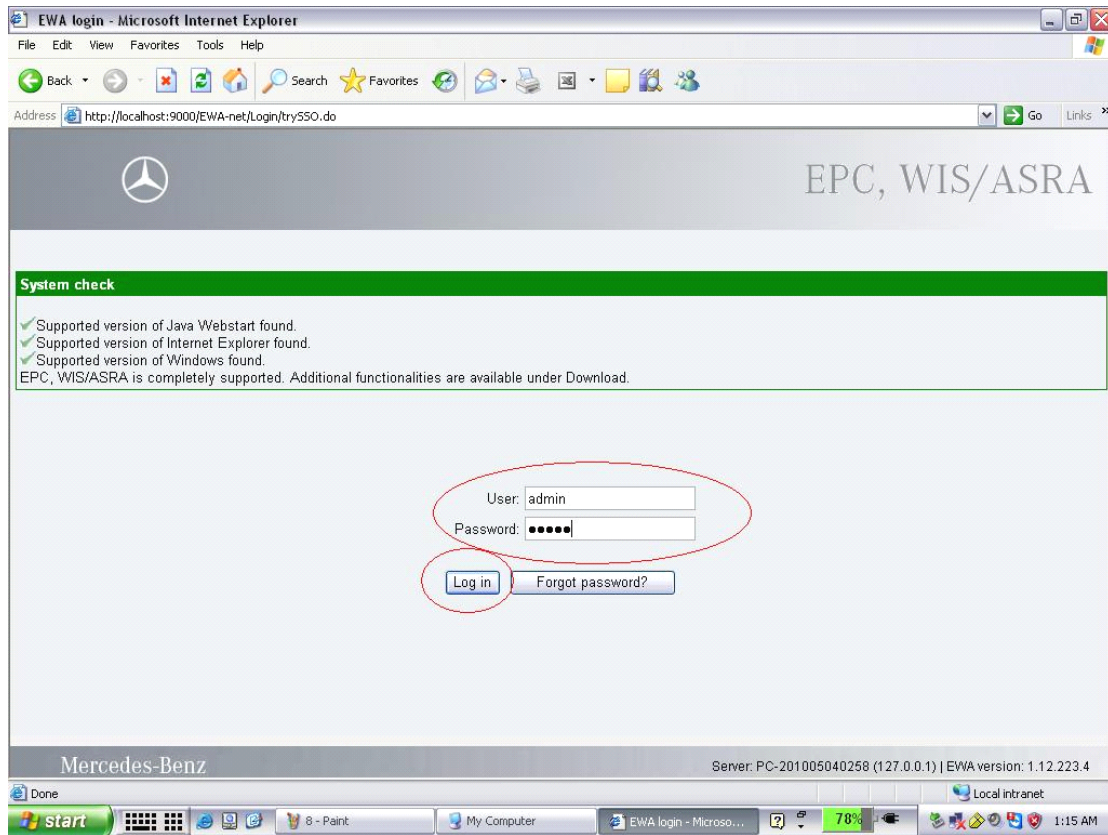 EWA login - Microsoft Internet Explorer
File Edit View Favorites Tools Help
Back Search Favorites
Address http://localhost:9000/EWA-net/Login/trySSO.do Go Links »
EPC, WIS/ASRA
System check
Supported version of Java Webstart found.
Supported version of Internet Explorer found.
Supported version of Windows found.
EPC, WIS/ASRA is completely supported. Additional functionalities are available under Download.
User: admin
Password: •••••
Log in Forgot password?
Mercedes-Benz Server: PC-201005040258 (127.0.0.1) | EWA version: 1.12.223.4
Done Local intranet
start 8 - Paint My Computer EWA login - Microso... 78% 1:15 AM